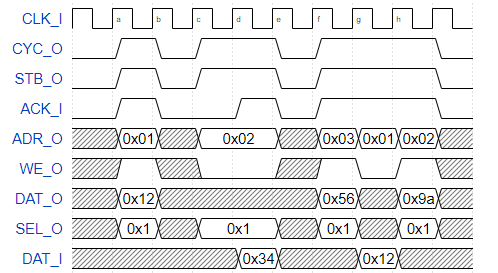 CLK_I a b c d e f g h
CYC_O
STB_O
ACK_I
ADR_O 0x01 0x02 0x03 0x01 0x02
WE_O
DAT_O 0x12 0x56 0x9a
SEL_O 0x1 0x1 0x1 0x1
DAT_I 0x34 0x12